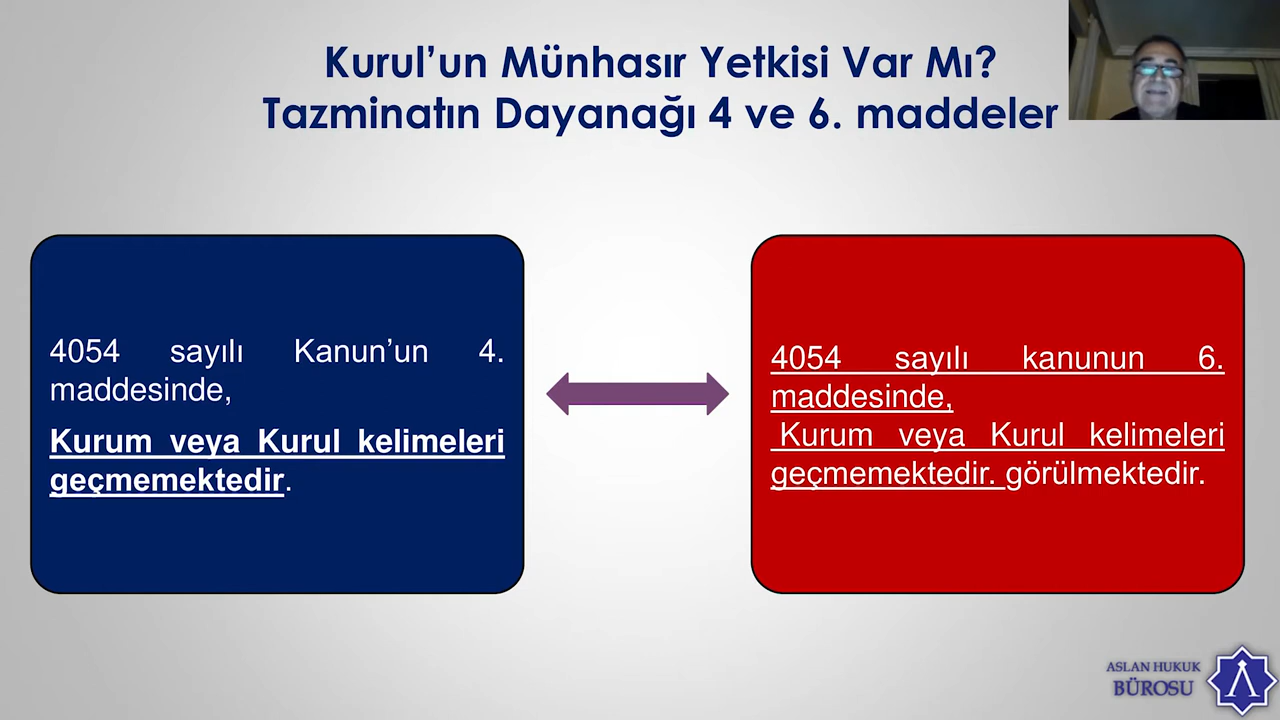 Kurul’un Münhasır Yetkisi Var Mı?
Tazminatın Dayanağı 4 ve 6. maddeler
4054 sayılı Kanun’un 4.
maddesinde,
Kurum veya Kurul kelimeleri
geçmemektedir.
4054 sayılı kanunun 6.
maddesinde,
Kurum veya Kurul kelimeleri
geçmemektedir. görülmektedir.
ASLAN HUKUK
BÜROSU